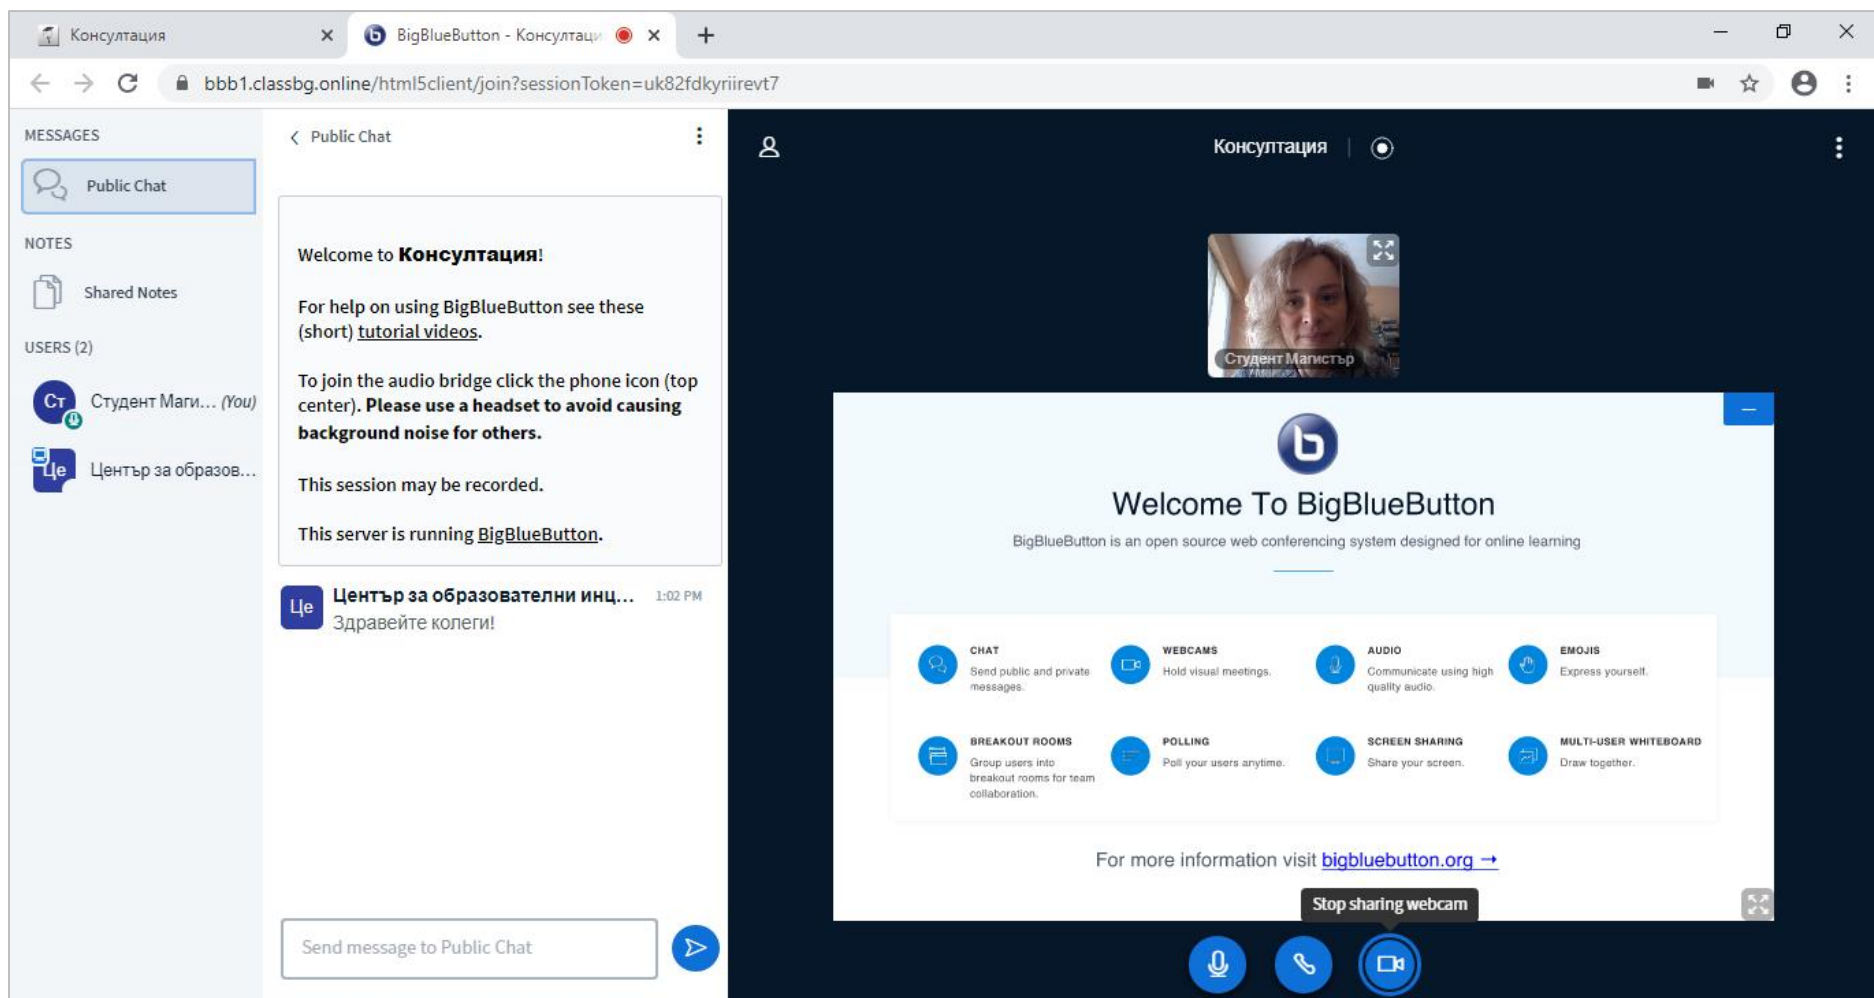 Консултация
BigBlueButton - Консултаци
bbb1.classbg.online/html5client/join?sessionToken=uk82fdkyriirevt7
MESSAGES
Public Chat
NOTES
Shared Notes
USERS (2)
Ст
Студент Маги... (You)
Це
Център за образов...
Public Chat
Welcome to Консултация!
For help on using BigBlueButton see these
(short) tutorial videos.
To join the audio bridge click the phone icon (top
center). Please use a headset to avoid causing
background noise for others.
This session may be recorded.
This server is running BigBlueButton.
Це
Център за образователни инц... 1:02 PM
Здравейте колеги!
Send message to Public Chat
Консултация
Студент Магистър
b
Welcome To BigBlueButton
BigBlueButton is an open source web conferencing system designed for online learning
CHAT
Send public and private
messages.
WEBCAMS
Hold visual meetings.
AUDIO
Communicate using high
quality audio.
EMOJIS
Express yourself.
BREAKOUT ROOMS
Group users into
breakout rooms for team
collaboration.
POLLING
Poll your users anytime.
SCREEN SHARING
Share your screen.
MULTI-USER WHITEBOARD
Draw together.
For more information visit bigbluebutton.org →
Stop sharing webcam